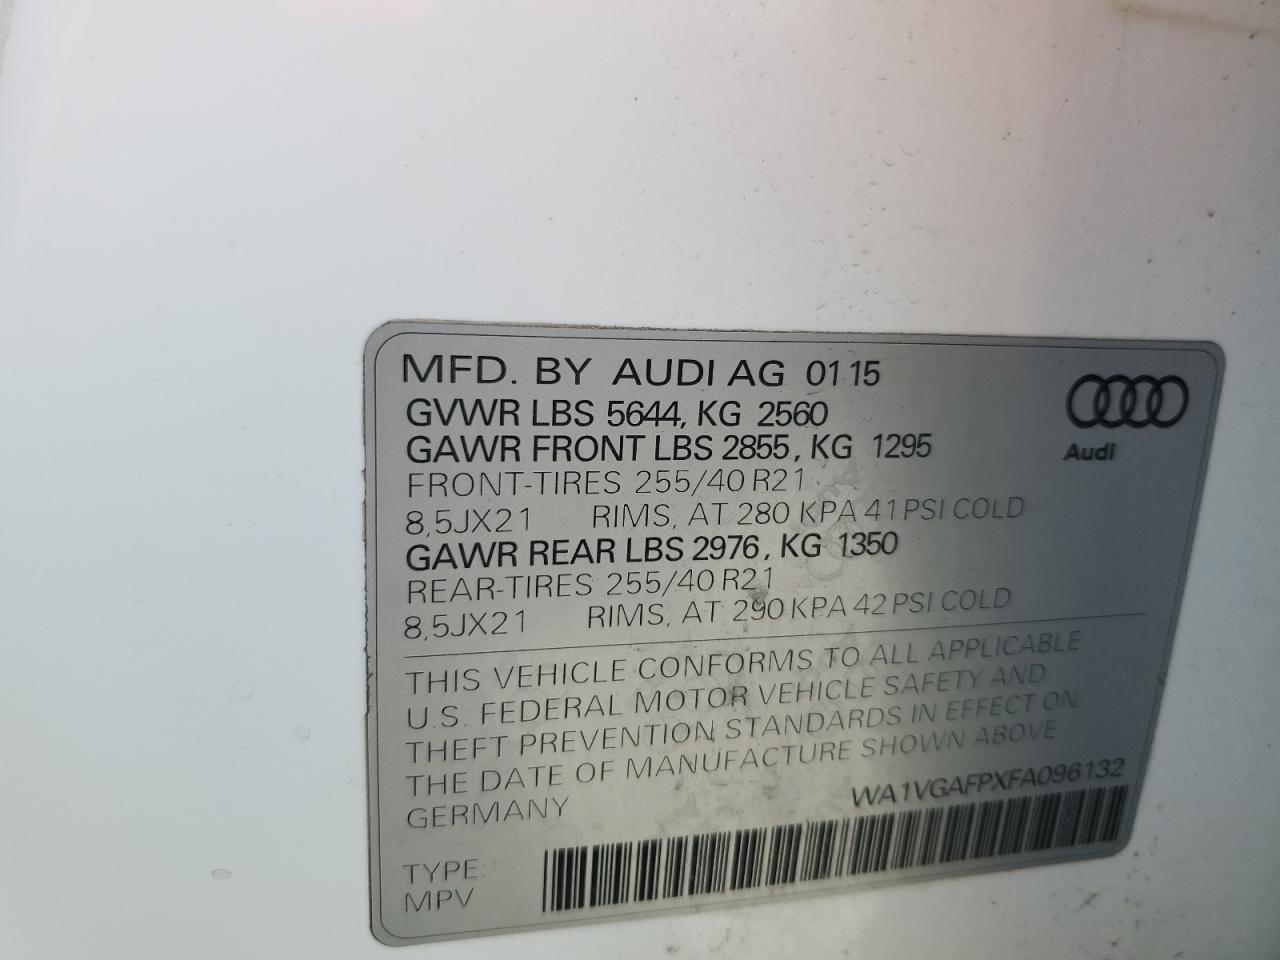 MFD. BY AUDI AG 01 15
GVWR LBS 5644, KG 2560
GAWR FRONT LBS 2855, KG 1295
FRONT-TIRES 255/40 R21
8,5JX21 RIMS, AT 280 KPA 41 PSI COLD
GAWR REAR LBS 2976, KG 1350
REAR-TIRES 255/40 R21
8,5JX21 RIMS, AT 290 KPA 42 PSI COLD
Audi
THIS VEHICLE CONFORMS TO ALL APPLICABLE
U.S. FEDERAL MOTOR VEHICLE SAFETY AND
THEFT PREVENTION STANDARDS IN EFFECT ON
THE DATE OF MANUFACTURE SHOWN ABOVE
GERMANY
WA1VGAFPXFA096132
TYPE:
MPV